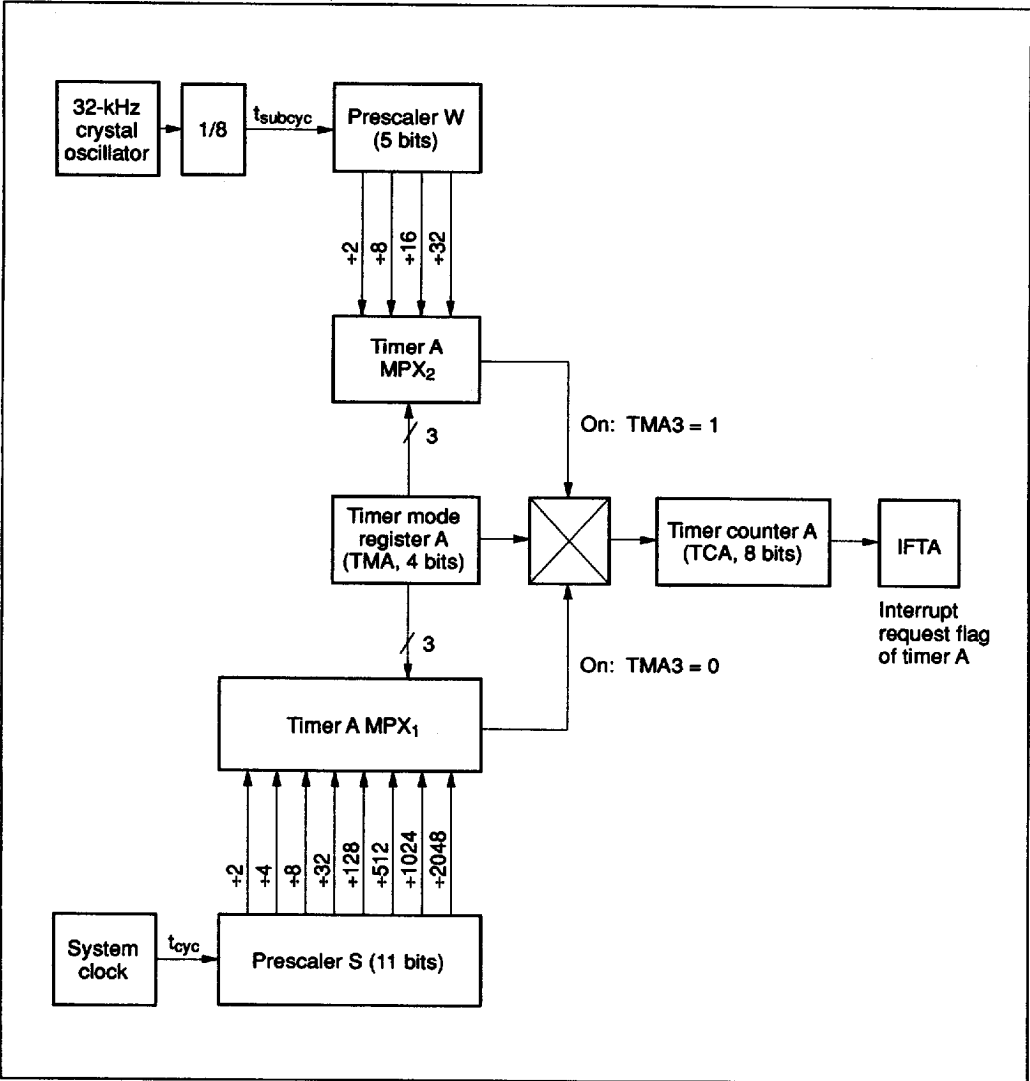 32-kHz
crystal
oscillator
1/8
tsubcyc
Prescaler W
(5 bits)
÷2
÷8
÷16
÷32
Timer A
MPX2
3
On: TMA3 = 1
Timer mode
register A
(TMA, 4 bits)
Timer counter A
(TCA, 8 bits)
IFTA
Interrupt
request flag
of timer A
3
On: TMA3 = 0
Timer A MPX1
÷2
÷4
÷8
÷32
÷128
÷512
÷1024
÷2048
System
clock
tcyc
Prescaler S (11 bits)